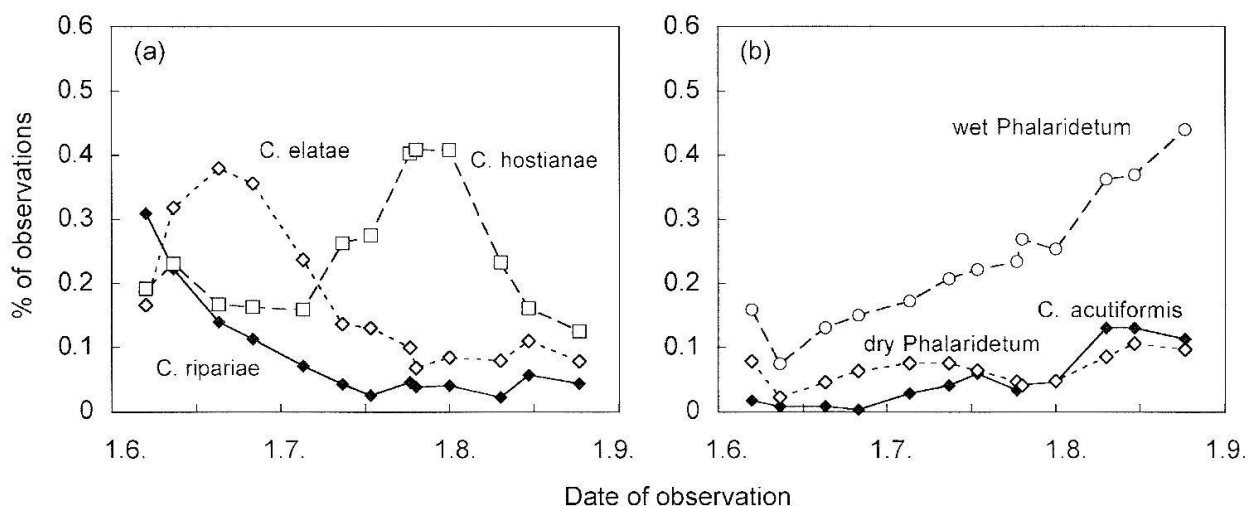 (a)
0.6
0.5
0.4
0.3
0.2
0.1
0
% of observations
C. elatae
C. hostianae
C. ripariae
1.6.
1.7.
1.8.
1.9.
(b)
0.6
0.5
0.4
0.3
0.2
0.1
0
wet Phalaridetum
C. acutiformis
dry Phalaridetum
1.6.
1.7.
1.8.
1.9.
Date of observation